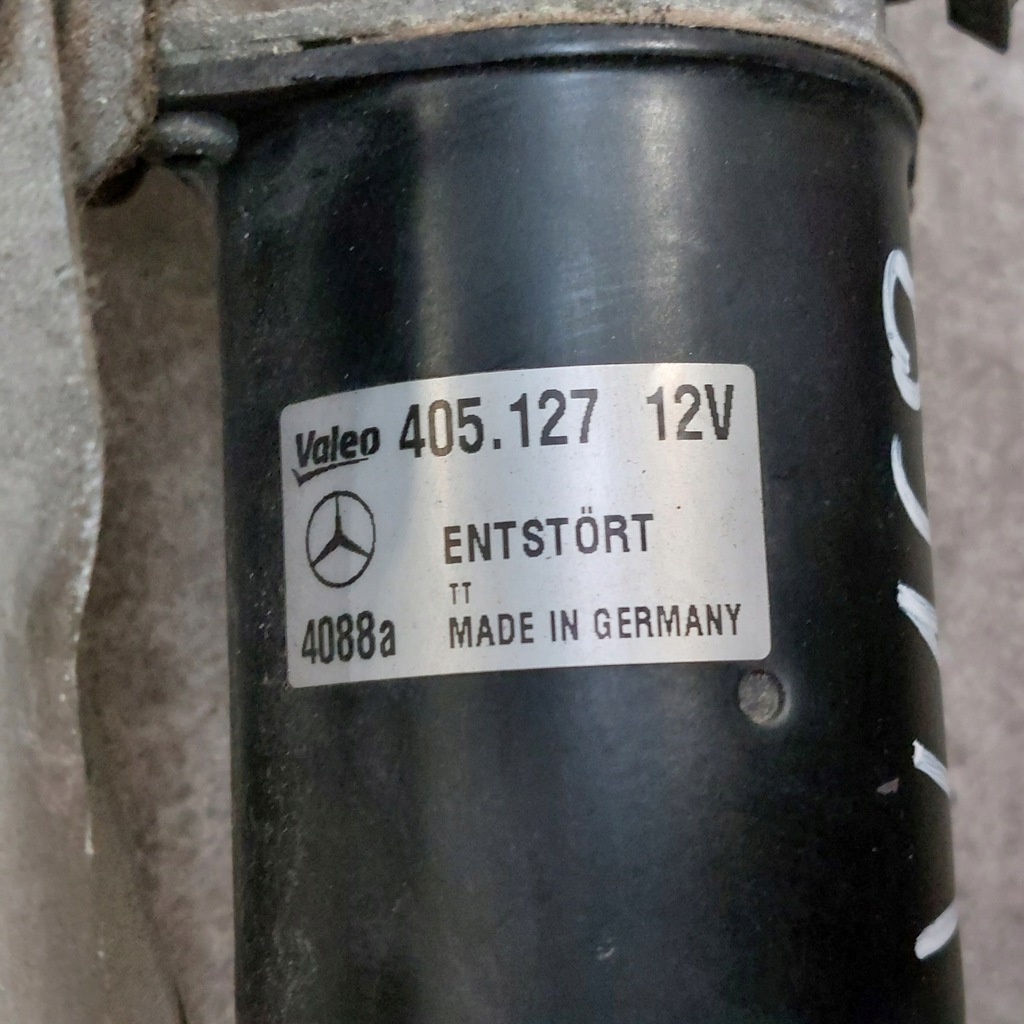 Valeo 405.127 12V
ENTSTÖRT
TT
4088a MADE IN GERMANY